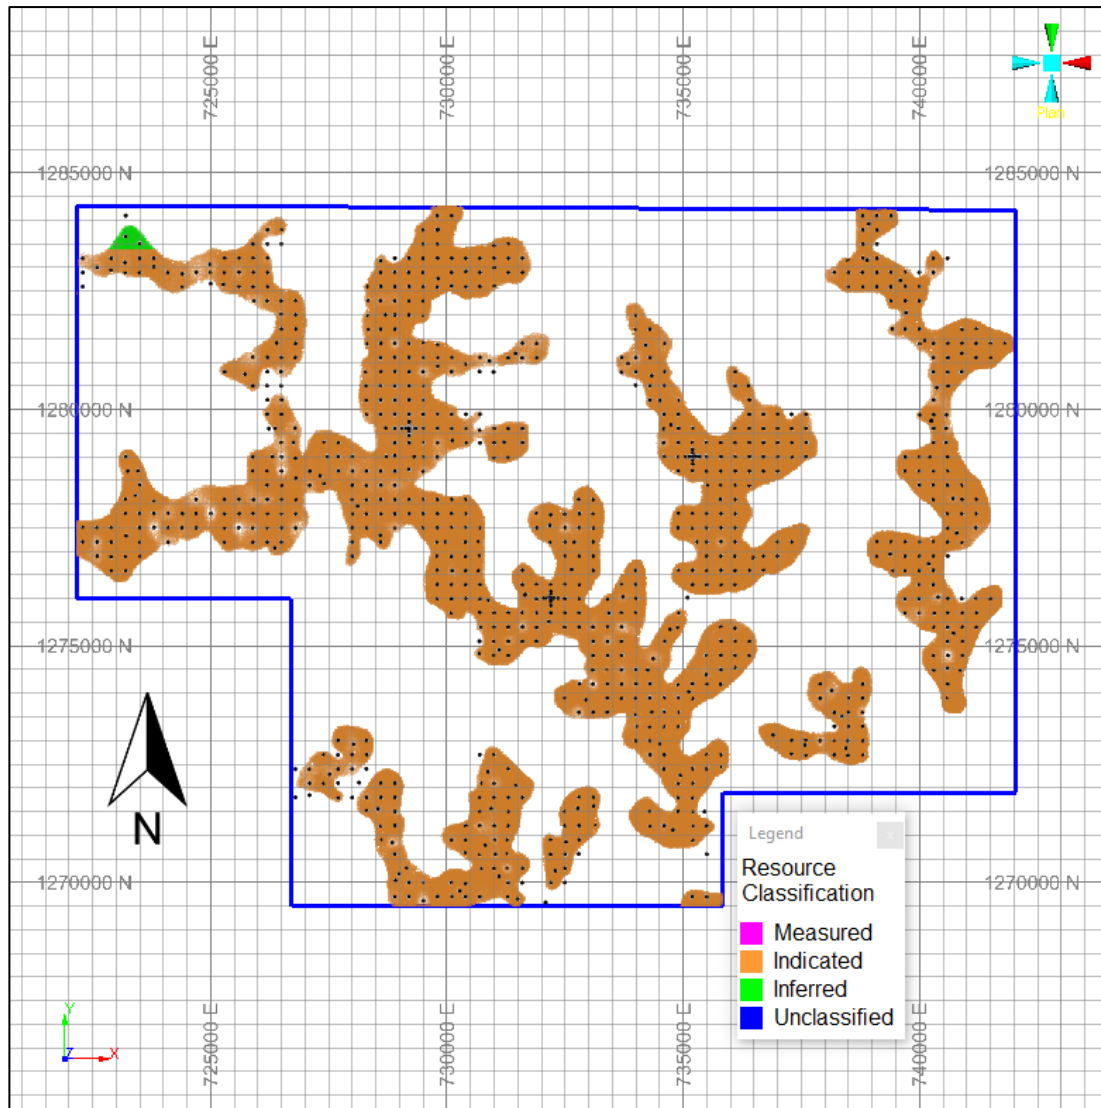 725000 E
730000 E
735000 E
740000 E
Plan
1285000 N
1285000 N
1280000 N
1280000 N
1275000 N
1275000 N
N
Legend
x
Resource
Classification
Measured
Indicated
Inferred
Unclassified
1270000 N
1270000 N
Y
Z
X
725000 E
730000 E
735000 E
740000 E